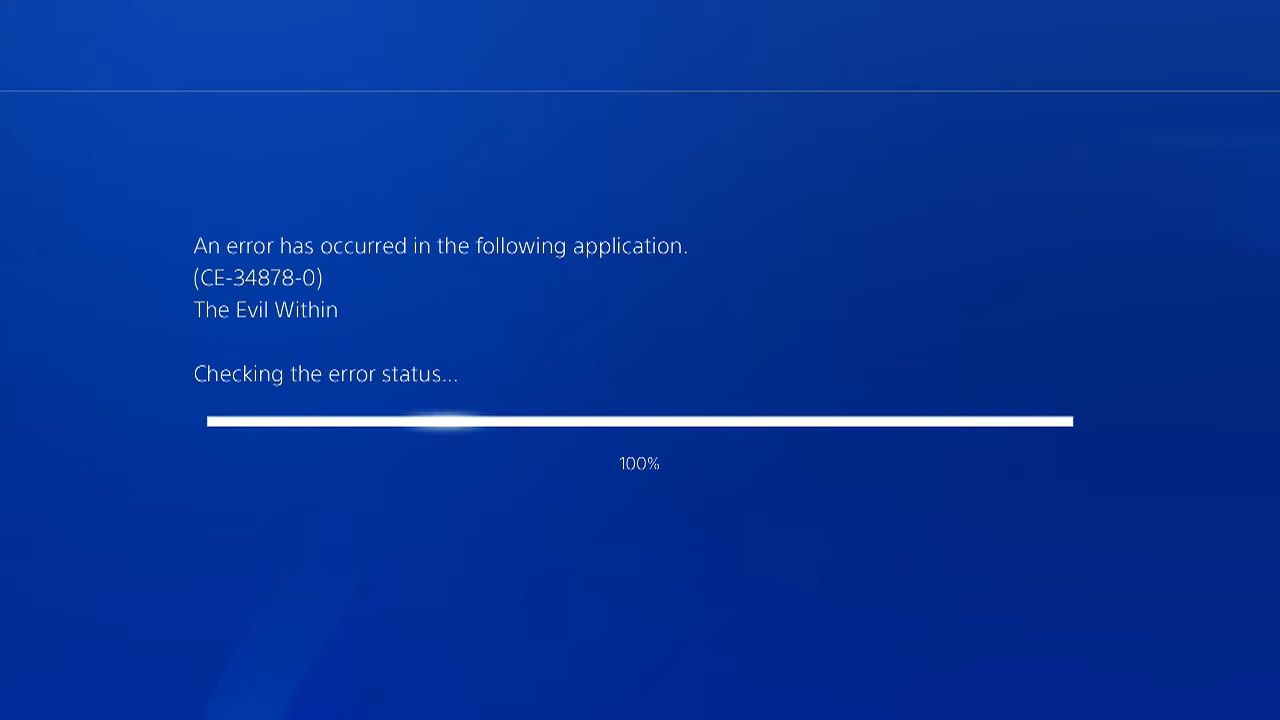 An error has occurred in the following application.
(CE-34878-0)
The Evil Within
Checking the error status...
100%